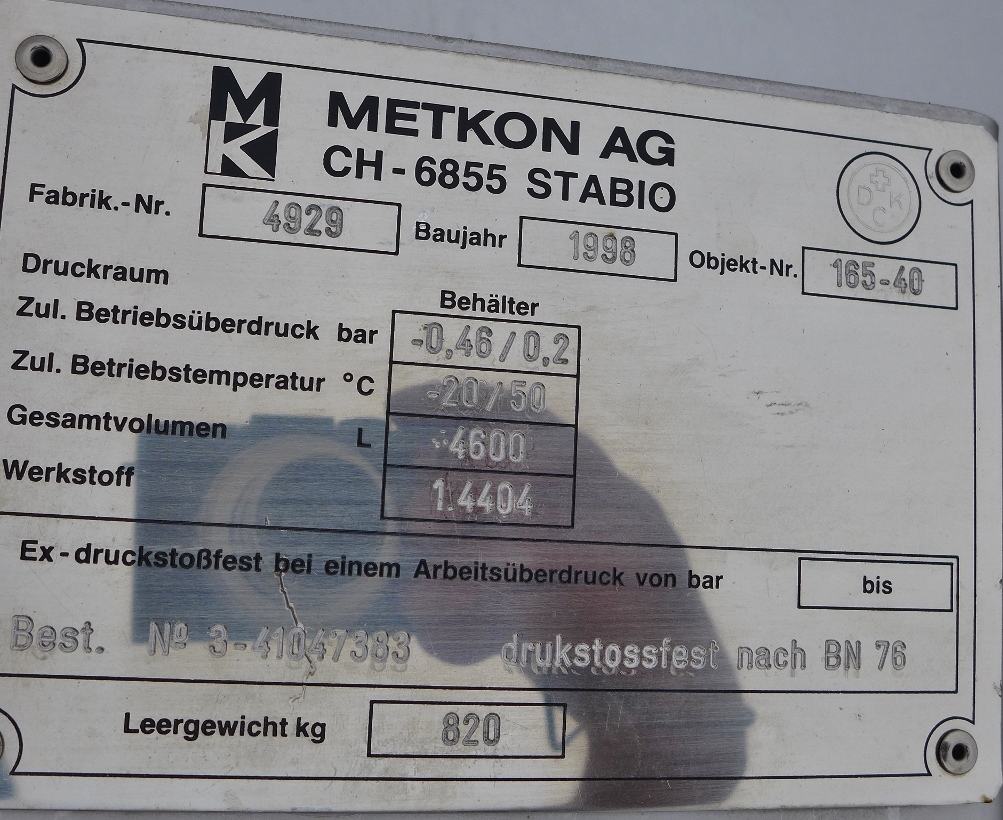 MK METKON AG
CH-6855 STABIO
DCK
Fabrik.-Nr. 4929 Baujahr 1998 Objekt-Nr. 165-40
Druckraum Behälter
Zul. Betriebsüberdruck bar -0,46/0,2
Zul. Betriebstemperatur °C -20/50
Gesamtvolumen L 4600
Werkstoff 1.4404
Ex-druckstoßfest bei einem Arbeitsüberdruck von bar bis
Best. Nº 3-41047383 drukstossfest nach BN 76
Leergewicht kg 820